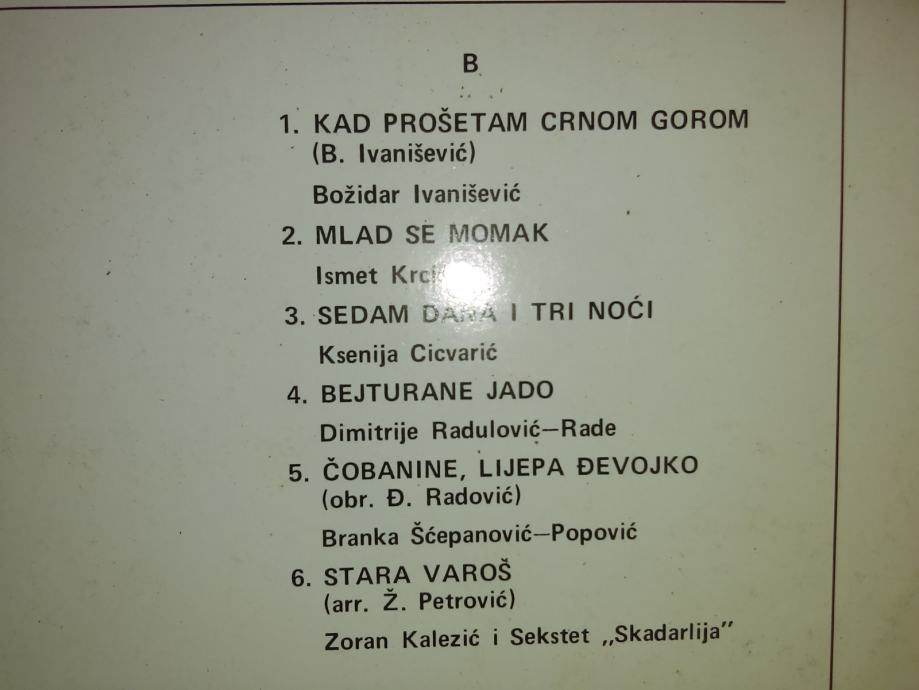 B
1. KAD PROŠETAM CRNOM GOROM
(B. Ivanišević)
Božidar Ivanišević
2. MLAD SE MOMAK
Ismet
3. SEDAM DANA I TRI NOĆI
Ksenija Cicvarić
4. BEJTURANE JADO
Dimitrije Radulović—Rade
5. ČOBANINE, LIJEPA ĐEVOJKO
(obr. Đ. Radović)
Branka Šćepanović—Popović
6. STARA VAROŠ
(arr. Ž. Petrović)
Zoran Kalezić i Sekstet „Skadarlija”